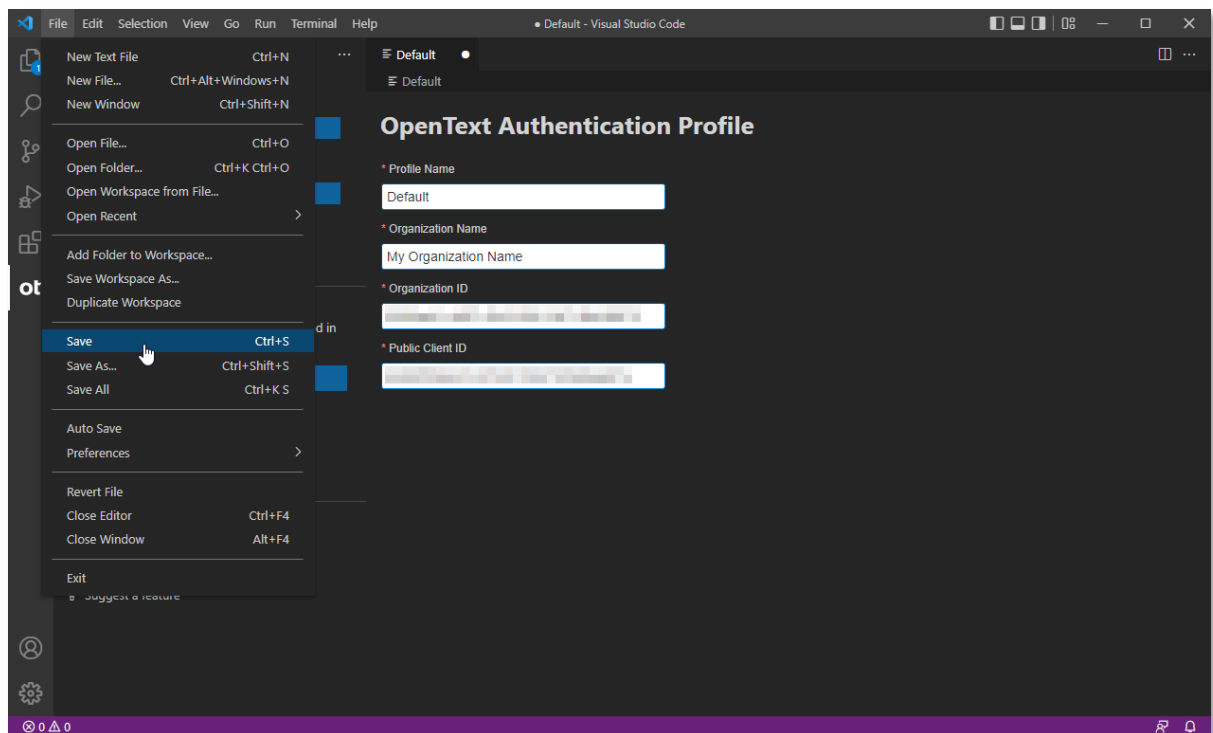 File Edit Selection View Go Run Terminal Help
● Default - Visual Studio Code
New Text File Ctrl+N
New File... Ctrl+Alt+Windows+N
New Window Ctrl+Shift+N
Open File... Ctrl+O
Open Folder... Ctrl+K Ctrl+O
Open Workspace from File...
Open Recent
Add Folder to Workspace...
Save Workspace As...
Duplicate Workspace
Save Ctrl+S
Save As... Ctrl+Shift+S
Save All Ctrl+K S
Auto Save
Preferences
Revert File
Close Editor Ctrl+F4
Close Window Alt+F4
Exit
Suggest a feature
ot
1
d in
Default ●
Default
OpenText Authentication Profile
* Profile Name
Default
* Organization Name
My Organization Name
* Organization ID
* Public Client ID
0 0